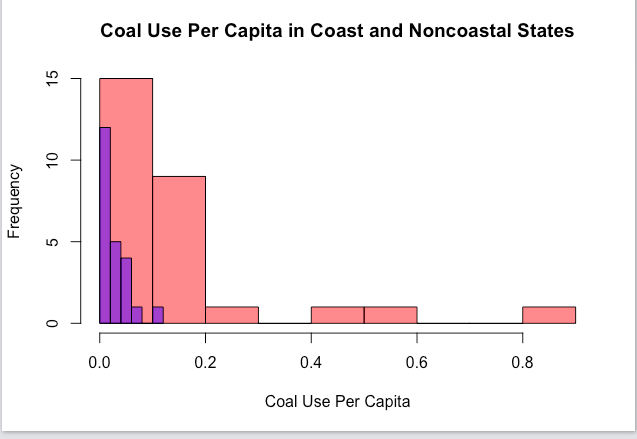 Coal Use Per Capita in Coast and Noncoastal States
Frequency
15
10
5
0
0.0 0.2 0.4 0.6 0.8
Coal Use Per Capita